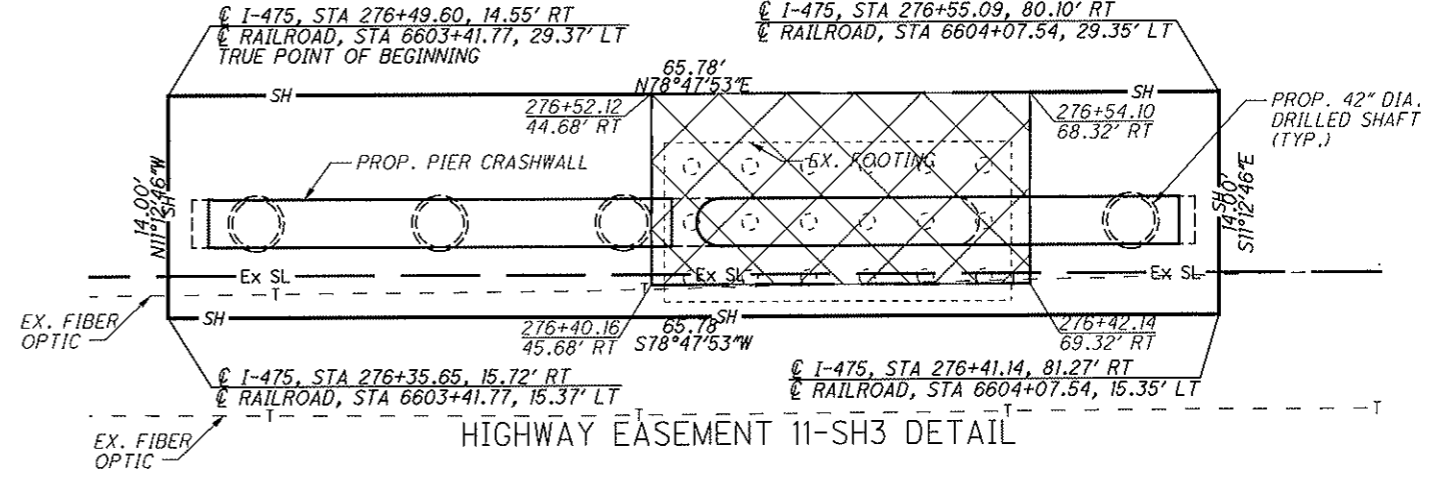 ℄ I-475, STA 276+49.60, 14.55' RT
℄ RAILROAD, STA 6603+41.77, 29.37' LT
TRUE POINT OF BEGINNING
℄ I-475, STA 276+55.09, 80.10' RT
℄ RAILROAD, STA 6604+07.54, 29.35' LT
65.78'
N78°47'53"E
SH
SH
276+52.12
44.68' RT
276+54.10
68.32' RT
PROP. 42" DIA.
DRILLED SHAFT
(TYP.)
PROP. PIER CRASHWALL
EX. FOOTING
14.00'
N11°12'46"W
SH
SH
14.00'
S11°12'46"E
Ex SL
Ex SL
Ex SL
T
T
EX. FIBER
OPTIC
SH
SH
276+40.16
45.68' RT
65.78'
S78°47'53"W
276+42.14
69.32' RT
℄ I-475, STA 276+35.65, 15.72' RT
℄ RAILROAD, STA 6603+41.77, 15.37' LT
℄ I-475, STA 276+41.14, 81.27' RT
℄ RAILROAD, STA 6604+07.54, 15.35' LT
T
T
T
T
EX. FIBER
OPTIC
HIGHWAY EASEMENT 11-SH3 DETAIL